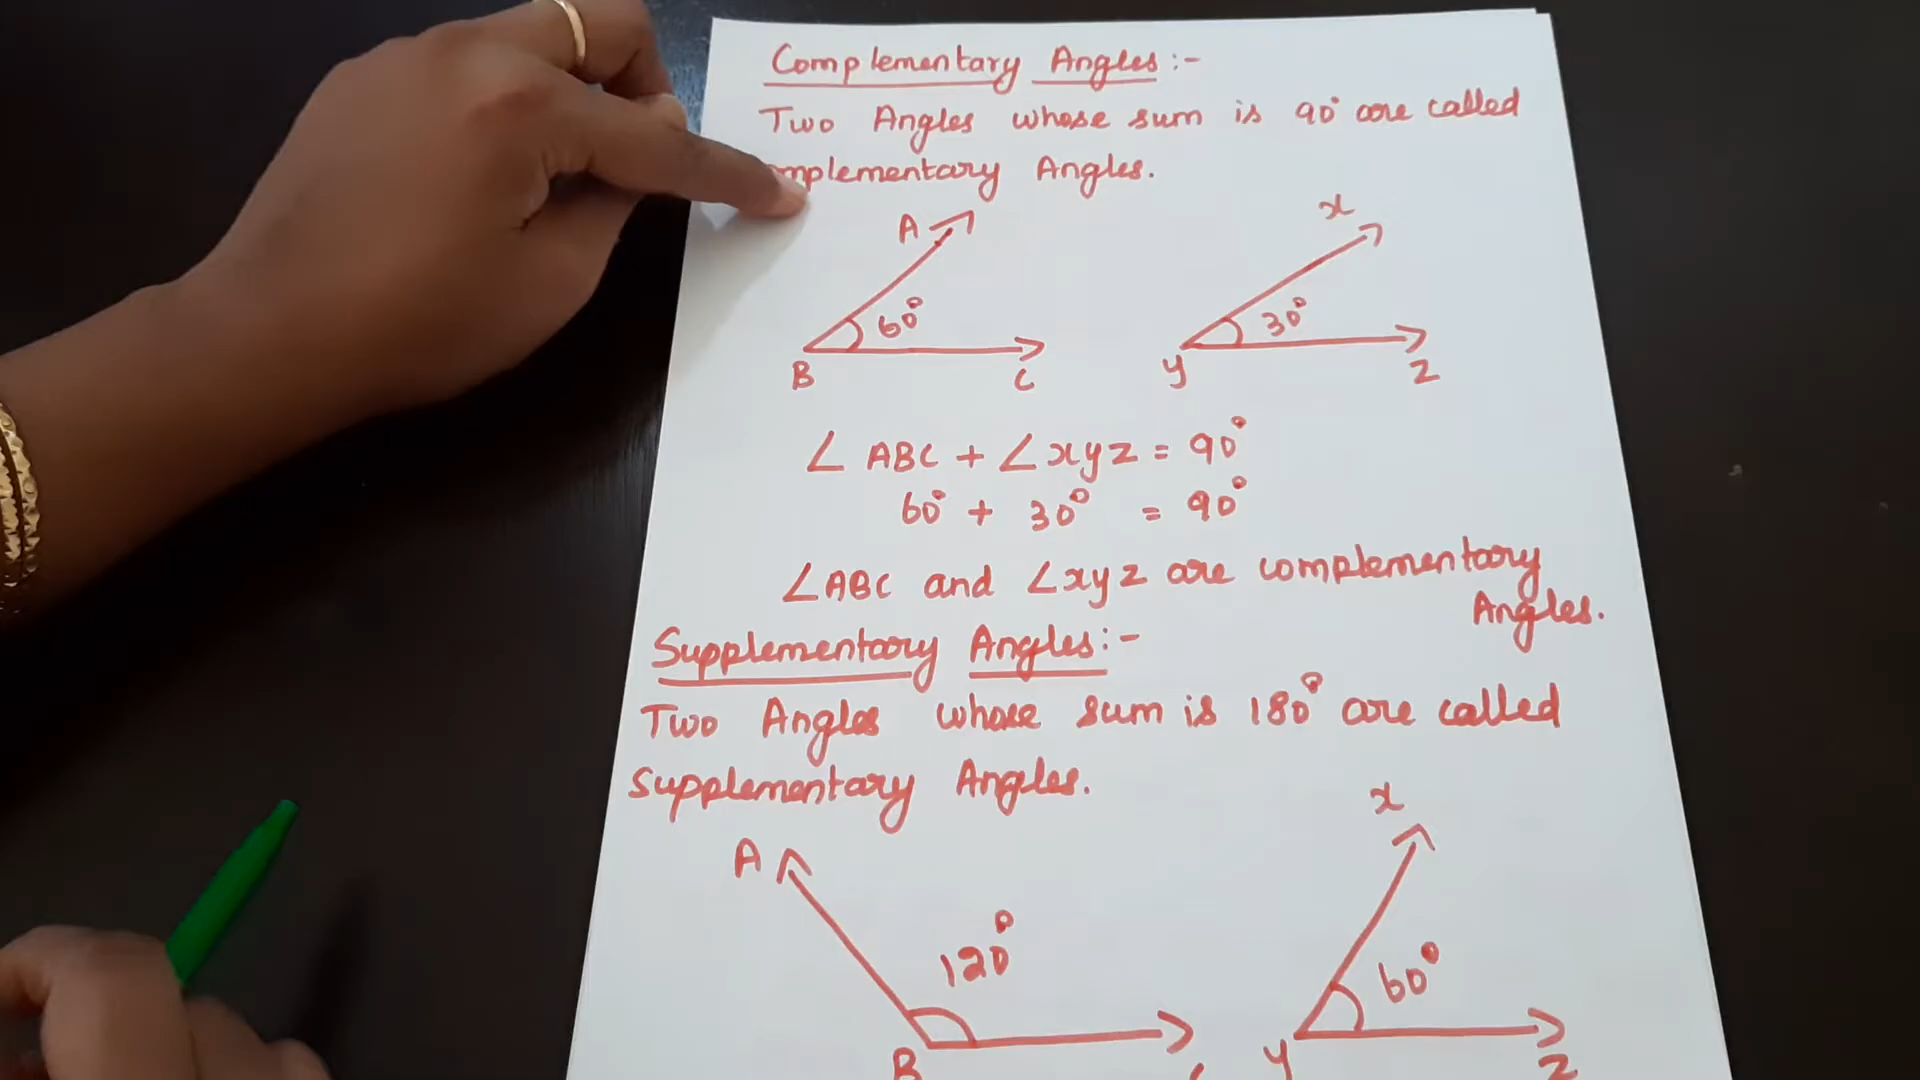 Complementary Angles :-
Two Angles whose sum is 90° are called
mplementary Angles.
A
x
60°
30°
B
C
Y
Z
∠ ABC + ∠xyz = 90°
60° + 30° = 90°
∠ABC and ∠xyz are complementary
Angles.
Supplementary Angles:-
Two Angles whose sum is 180° are called
Supplementary Angles.
A
x
120°
60°
B
Y
Z